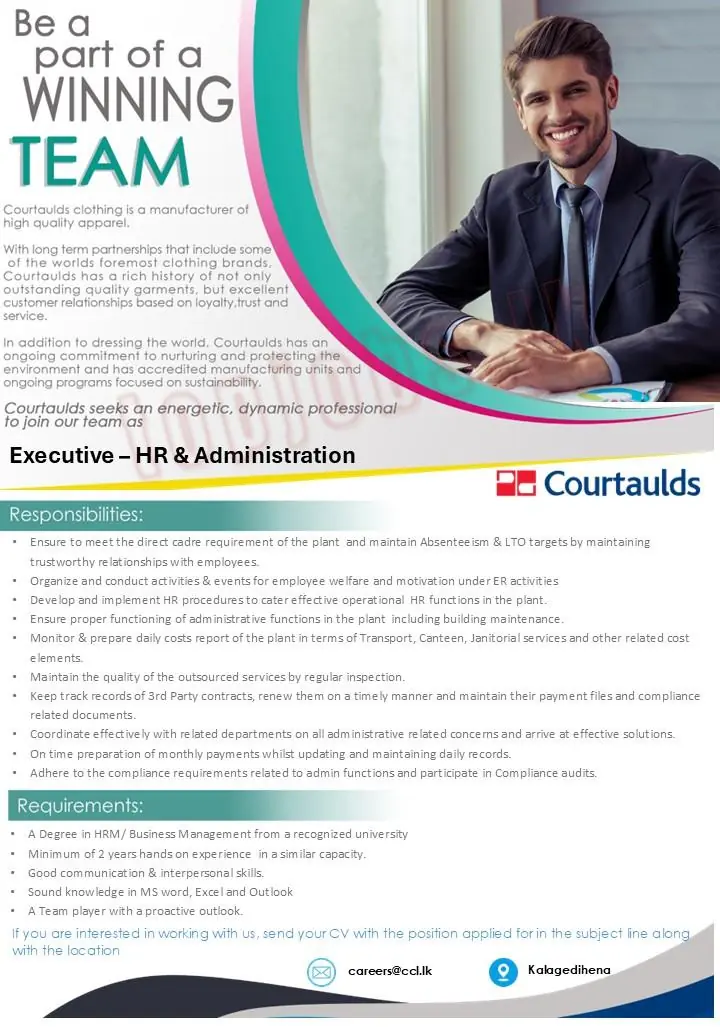 Be a
part of a
WINNING
TEAM
Courtaulds clothing is a manufacturer of
high quality apparel.
With long term partnerships that include some
of the worlds foremost clothing brands,
Courtaulds has a rich history of not only
outstanding quality garments, but excellent
customer relationships based on loyalty,trust and
service.
In addition to dressing the world, Courtaulds has an
ongoing commitment to nurturing and protecting the
environment and has accredited manufacturing units and
ongoing programs focused on sustainability.
Courtaulds seeks an energetic, dynamic professional
to join our team as
Executive – HR & Administration
Courtaulds
Responsibilities:
• Ensure to meet the direct cadre requirement of the plant and maintain Absenteeism & LTO targets by maintaining
trustworthy relationships with employees.
• Organize and conduct activities & events for employee welfare and motivation under ER activities
• Develop and implement HR procedures to cater effective operational HR functions in the plant.
• Ensure proper functioning of administrative functions in the plant including building maintenance.
• Monitor & prepare daily costs report of the plant in terms of Transport, Canteen, Janitorial services and other related cost
elements.
• Maintain the quality of the outsourced services by regular inspection.
• Keep track records of 3rd Party contracts, renew them on a timely manner and maintain their payment files and compliance
related documents.
• Coordinate effectively with related departments on all administrative related concerns and arrive at effective solutions.
• On time preparation of monthly payments whilst updating and maintaining daily records.
• Adhere to the compliance requirements related to admin functions and participate in Compliance audits.
Requirements:
• A Degree in HRM/ Business Management from a recognized university
• Minimum of 2 years hands on experience in a similar capacity.
• Good communication & interpersonal skills.
• Sound knowledge in MS word, Excel and Outlook
• A Team player with a proactive outlook.
If you are interested in working with us, send your CV with the position applied for in the subject line along
with the location
careers@ccl.lk
Kalagedihena